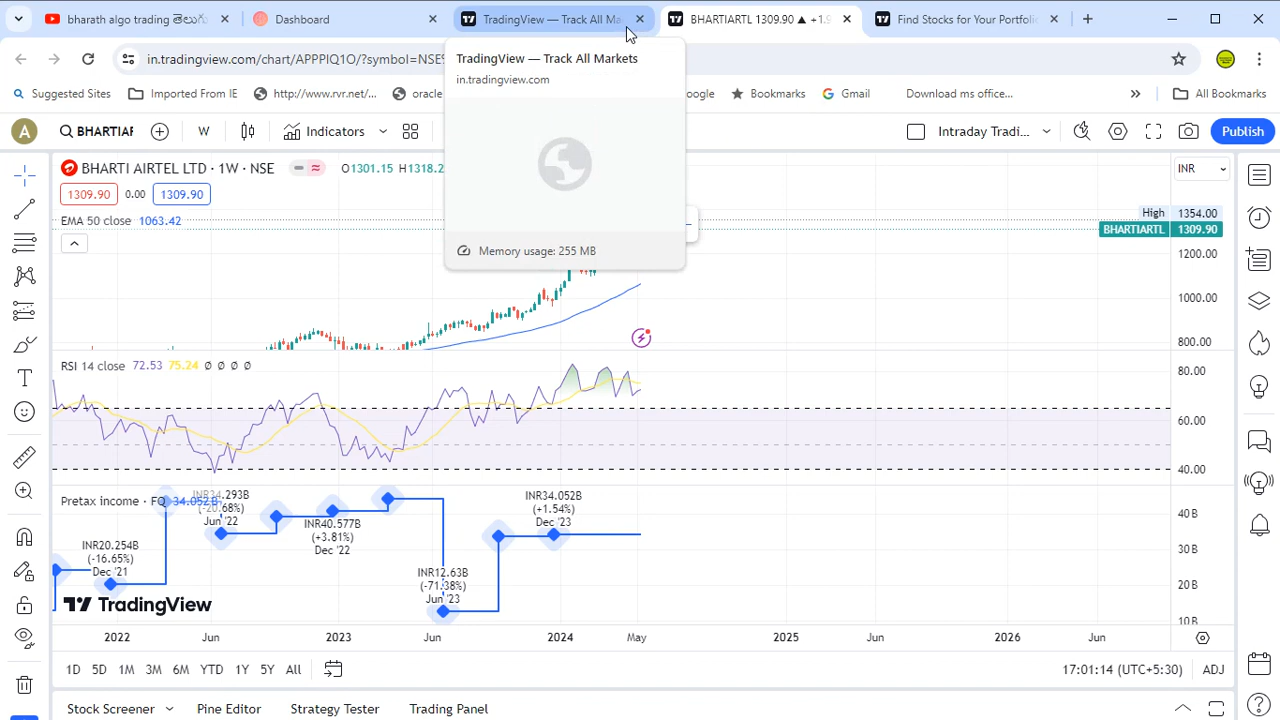 bharath algo trading తెలుగ
Dashboard
TradingView — Track All Ma
BHARTIARTL 1309.90 ▲ +1.9
Find Stocks for Your Portfolio
in.tradingview.com/chart/APPPIQ1O/?symbol=NSE%
Suggested Sites
Imported From IE
http://www.rvr.net/...
oracle
Bookmarks
Gmail
Download ms office...
All Bookmarks
TradingView — Track All Markets
in.tradingview.com
Memory usage: 255 MB
A
BHARTIAR
W
Indicators
Intraday Tradi...
Publish
BHARTI AIRTEL LTD · 1W · NSE
O1301.15 H1318.2
INR
1309.90 0.00 1309.90
EMA 50 close 1063.42
High 1354.00
BHARTIARTL 1309.90
1200.00
1000.00
800.00
RSI 14 close 72.53 75.24 Ø Ø Ø Ø
80.00
60.00
40.00
Pretax income · FQ 34.052B
INR34.293B
(-20.68%)
Jun '22
INR20.254B
(-16.65%)
Dec '21
INR40.577B
(+3.81%)
Dec '22
INR12.63B
(-71.38%)
Jun '23
INR34.052B
(+1.54%)
Dec '23
40B
30B
20B
10B
TradingView
2022 Jun 2023 Jun 2024 May 2025 Jun 2026 Jun
1D 5D 1M 3M 6M YTD 1Y 5Y All
17:01:14 (UTC+5:30) ADJ
Stock Screener
Pine Editor
Strategy Tester
Trading Panel